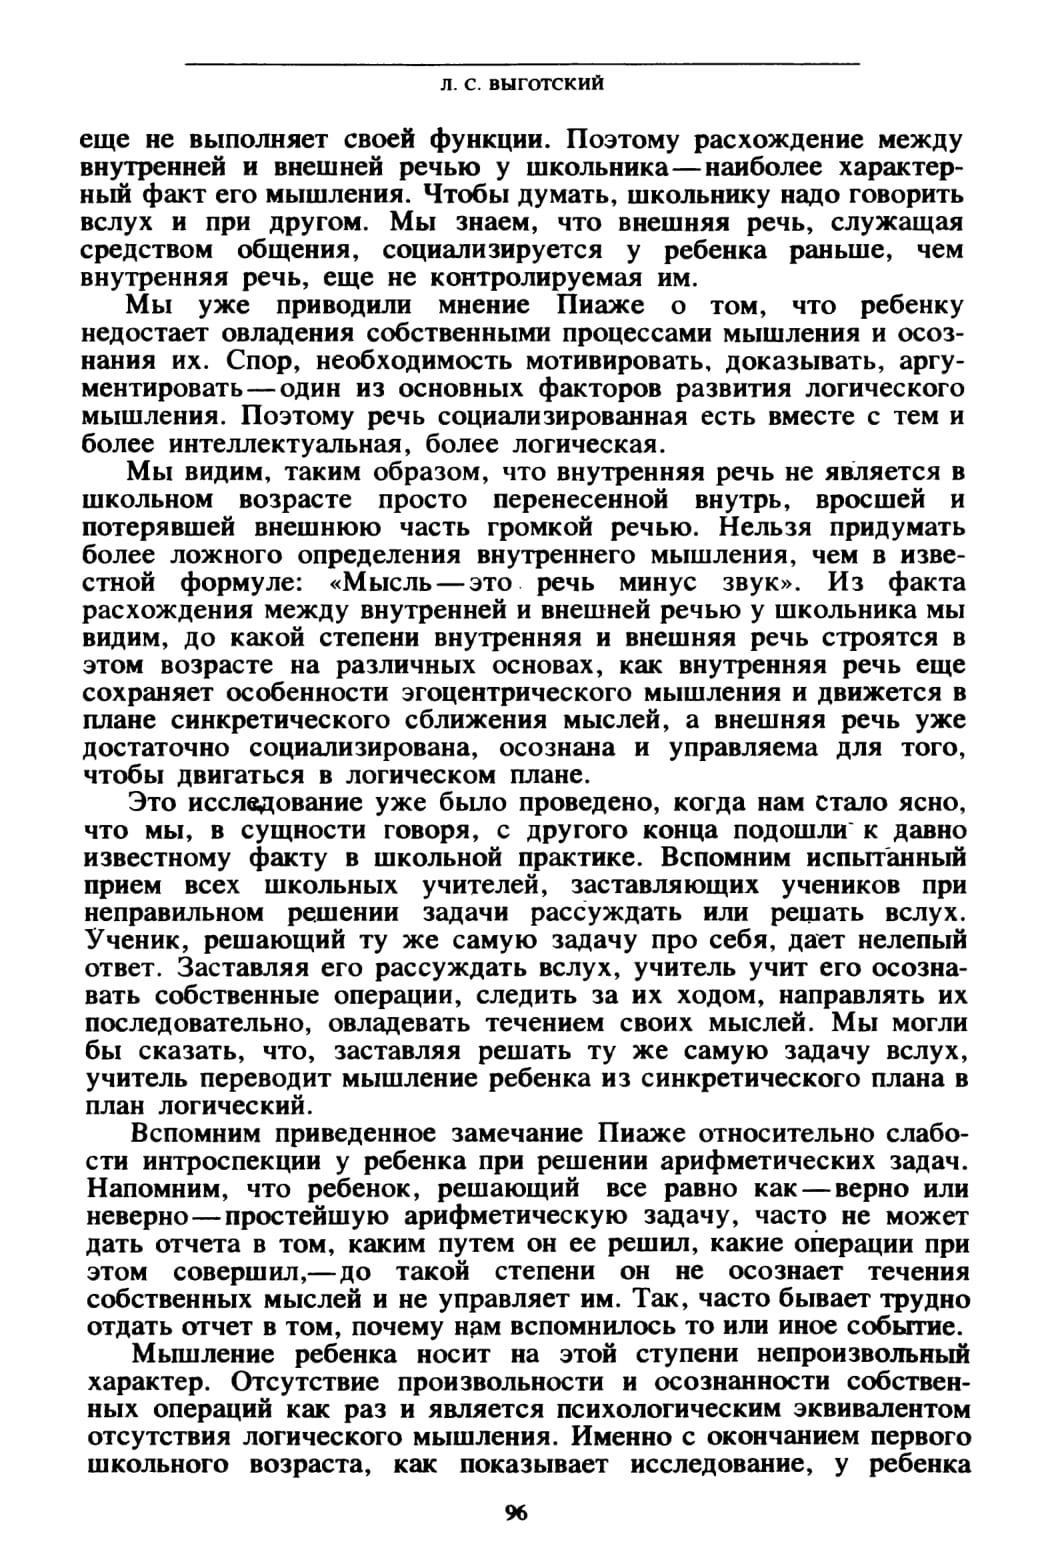 Л. С. ВЫГОТСКИЙ
еще не выполняет своей функции. Поэтому расхождение между
внутренней и внешней речью у школьника — наиболее характер-
ный факт его мышления. Чтобы думать, школьнику надо говорить
вслух и при другом. Мы знаем, что внешняя речь, служащая
средством общения, социализируется у ребенка раньше, чем
внутренняя речь, еще не контролируемая им.
Мы уже приводили мнение Пиаже о том, что ребенку
недостает овладения собственными процессами мышления и осоз-
нания их. Спор, необходимость мотивировать, доказывать, аргу-
ментировать — один из основных факторов развития логического
мышления. Поэтому речь социализированная есть вместе с тем и
более интеллектуальная, более логическая.
Мы видим, таким образом, что внутренняя речь не является в
школьном возрасте просто перенесенной внутрь, вросшей и
потерявшей внешнюю часть громкой речью. Нельзя придумать
более ложного определения внутреннего мышления, чем в изве-
стной формуле: «Мысль — это речь минус звук». Из факта
расхождения между внутренней и внешней речью у школьника мы
видим, до какой степени внутренняя и внешняя речь строятся в
этом возрасте на различных основах, как внутренняя речь еще
сохраняет особенности эгоцентрического мышления и движется в
плане синкретического сближения мыслей, а внешняя речь уже
достаточно социализирована, осознана и управляема для того,
чтобы двигаться в логическом плане.
Это исследование уже было проведено, когда нам стало ясно,
что мы, в сущности говоря, с другого конца подошли к давно
известному факту в школьной практике. Вспомним испытанный
прием всех школьных учителей, заставляющих учеников при
неправильном решении задачи рассуждать или решать вслух.
Ученик, решающий ту же самую задачу про себя, дает нелепый
ответ. Заставляя его рассуждать вслух, учитель учит его осозна-
вать собственные операции, следить за их ходом, направлять их
последовательно, овладевать течением своих мыслей. Мы могли
бы сказать, что, заставляя решать ту же самую задачу вслух,
учитель переводит мышление ребенка из синкретического плана в
план логический.
Вспомним приведенное замечание Пиаже относительно слабо-
сти интроспекции у ребенка при решении арифметических задач.
Напомним, что ребенок, решающий все равно как — верно или
неверно — простейшую арифметическую задачу, часто не может
дать отчета в том, каким путем он ее решил, какие операции при
этом совершил, — до такой степени он не осознает течения
собственных мыслей и не управляет им. Так, часто бывает трудно
отдать отчет в том, почему нам вспомнилось то или иное событие.
Мышление ребенка носит на этой ступени непроизвольный
характер. Отсутствие произвольности и осознанности собствен-
ных операций как раз и является психологическим эквивалентом
отсутствия логического мышления. Именно с окончанием первого
школьного возраста, как показывает исследование, у ребенка
96